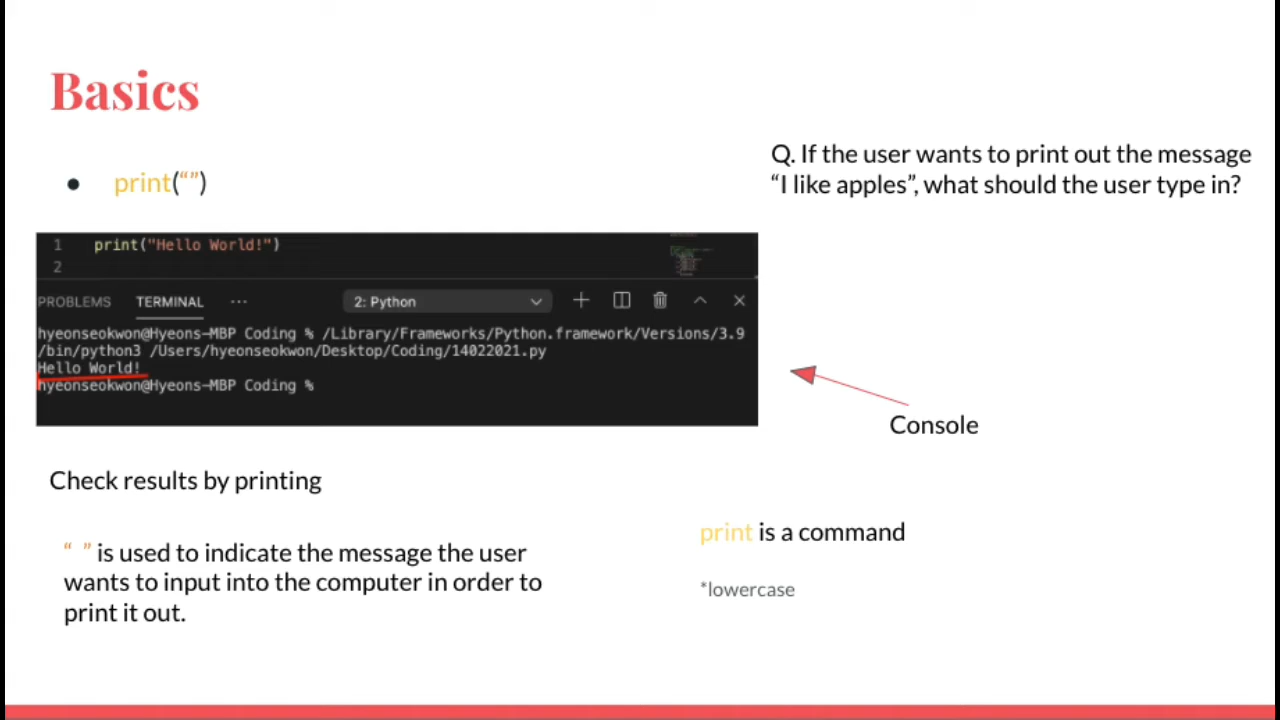 Basics
● print(“”)
Q. If the user wants to print out the message
“I like apples”, what should the user type in?
1 print("Hello World!")
2
PROBLEMS TERMINAL ··· 2: Python
hyeonseokwon@Hyeons-MBP Coding % /Library/Frameworks/Python.framework/Versions/3.9
/bin/python3 /Users/hyeonseokwon/Desktop/Coding/14022021.py
Hello World!
hyeonseokwon@Hyeons-MBP Coding %
Console
Check results by printing
“ ” is used to indicate the message the user
wants to input into the computer in order to
print it out.
print is a command
*lowercase